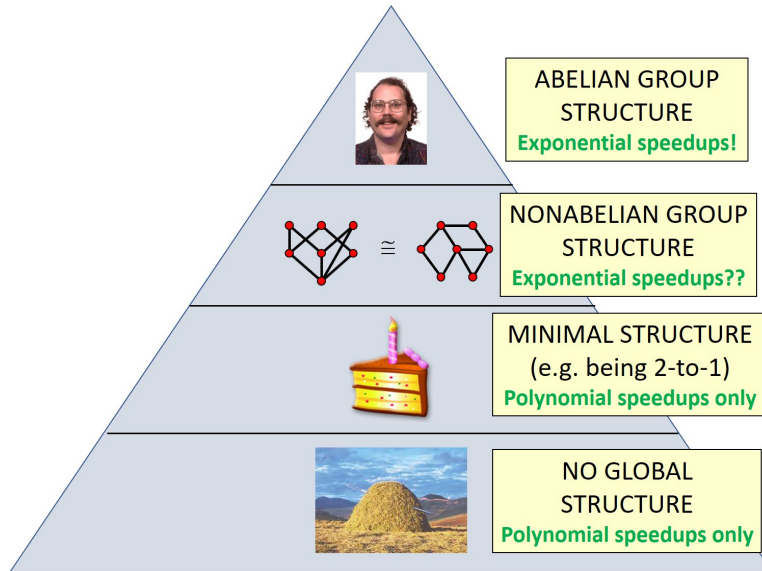 ABELIAN GROUP
STRUCTURE
Exponential speedups!
≅
NONABELIAN GROUP
STRUCTURE
Exponential speedups??
MINIMAL STRUCTURE
(e.g. being 2-to-1)
Polynomial speedups only
NO GLOBAL
STRUCTURE
Polynomial speedups only